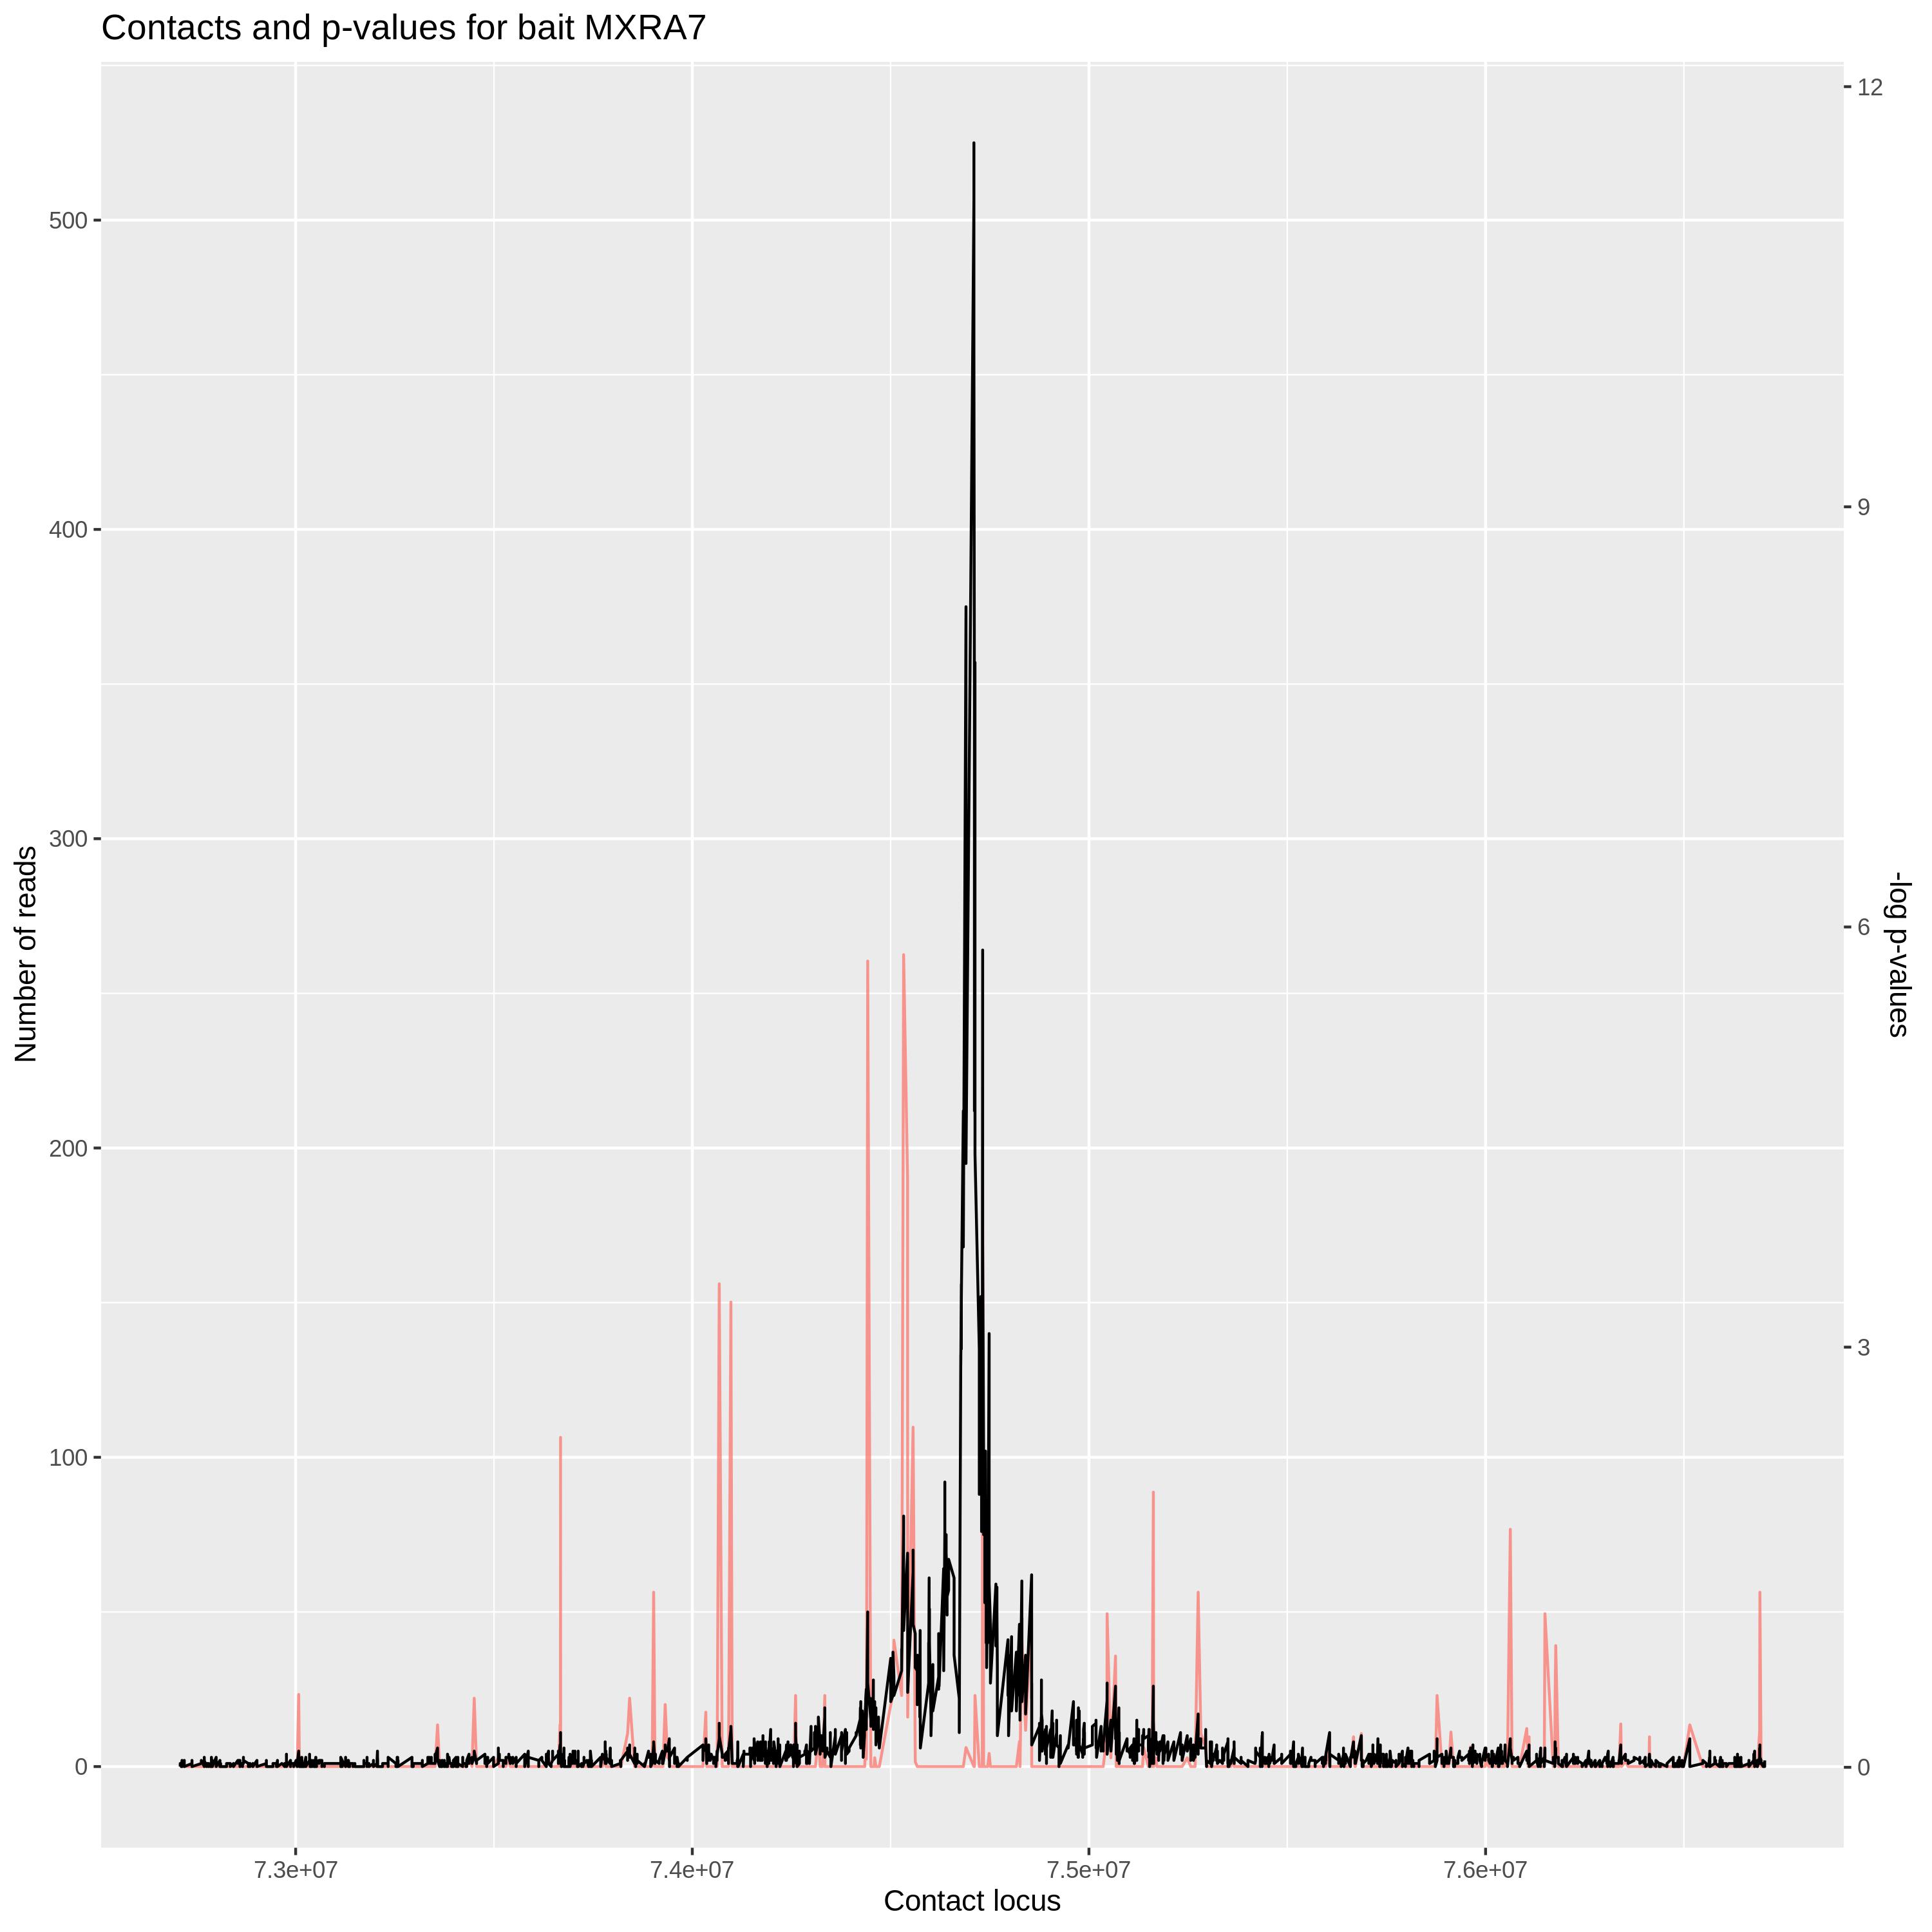 Contacts and p-values for bait MXRA7
12
500
9
400
300
6
200
3
100
0
0
Number of reads
-log p-values
7.3e+07 7.4e+07 7.5e+07 7.6e+07
Contact locus